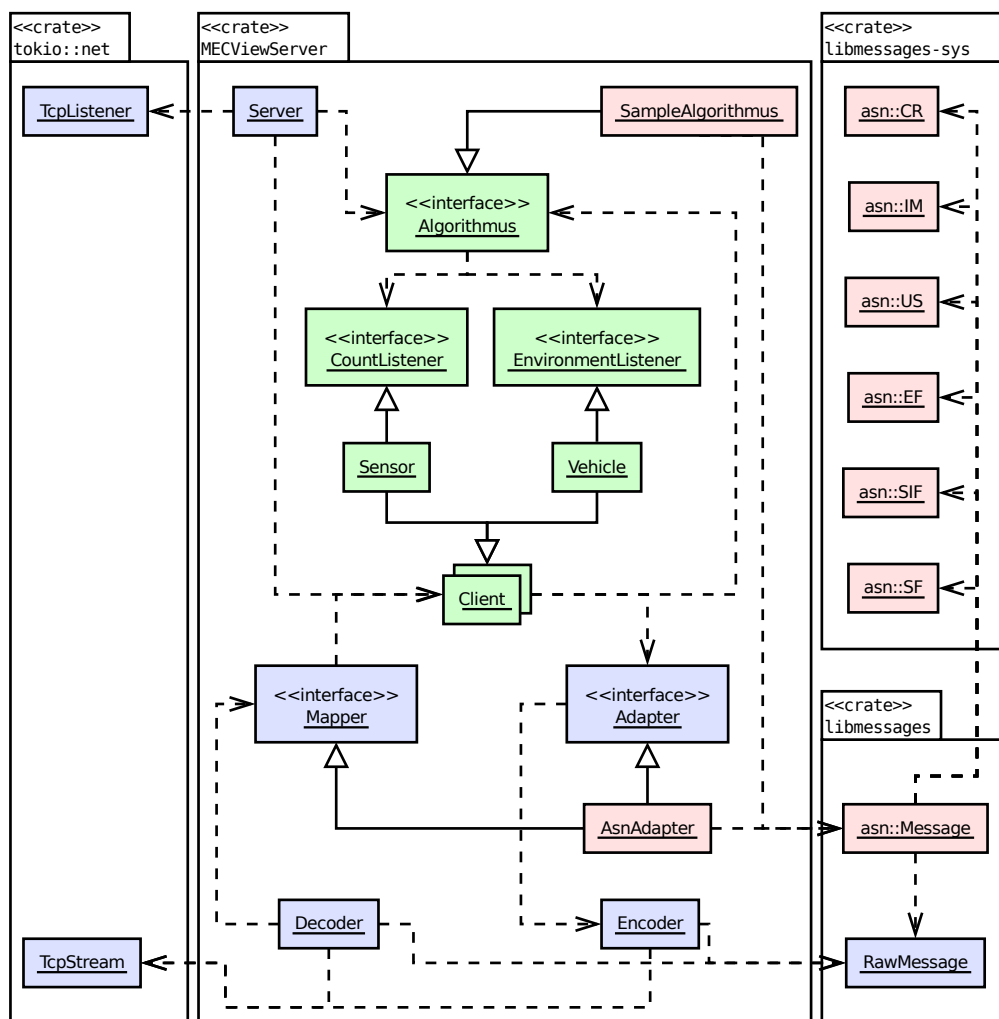 <<crate>>
tokio::net
<<crate>>
MECViewServer
<<crate>>
libmessages-sys
TcpListener
Server
SampleAlgorithmus
asn::CR
<<interface>>
Algorithmus
asn::IM
asn::US
<<interface>>
CountListener
<<interface>>
EnvironmentListener
asn::EF
Sensor
Vehicle
asn::SIF
Client
asn::SF
<<interface>>
Mapper
<<interface>>
Adapter
<<crate>>
libmessages
AsnAdapter
asn::Message
Decoder
Encoder
TcpStream
RawMessage